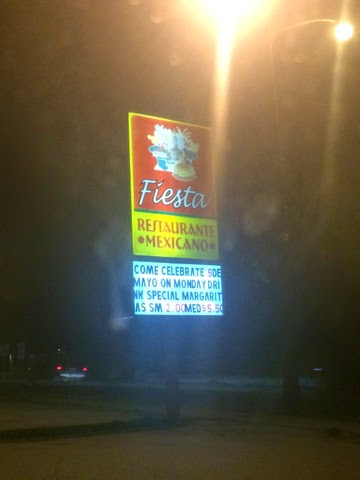 Fiesta
RESTAURANTE
MEXICANO
COME CELEBRATE 5DE
MAYO ON MONDAY DRI
NK SPECIAL MARGARIT
AS SM 2.00MED$5.50